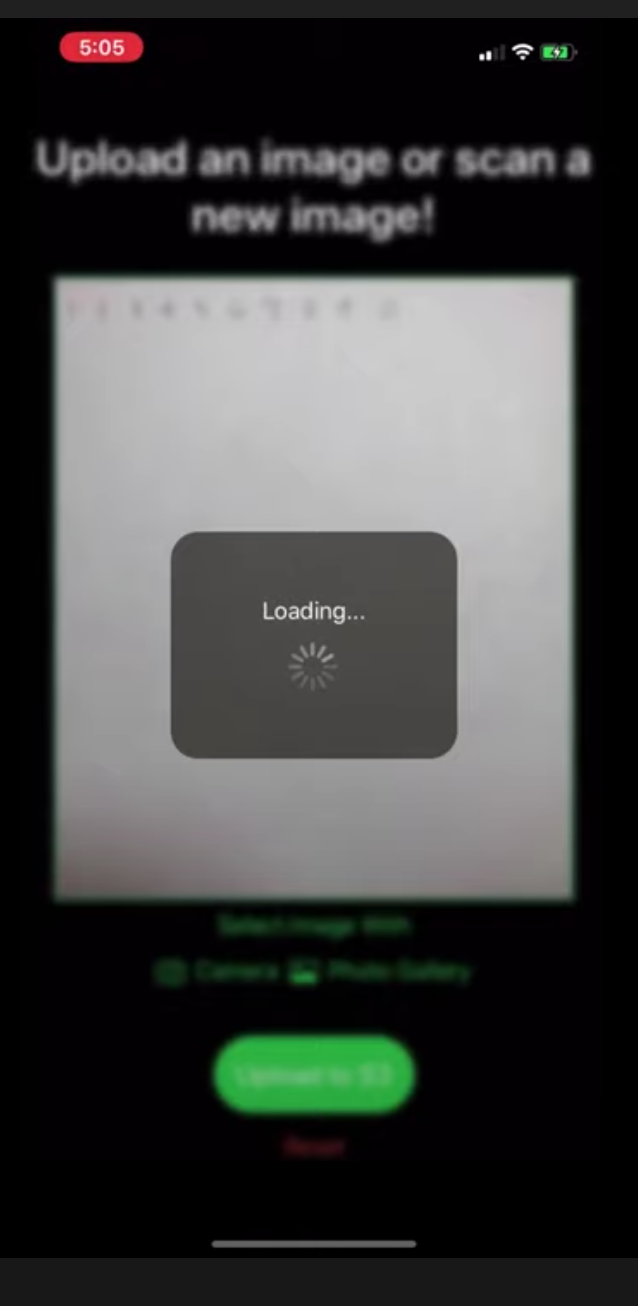 5:05
Upload an image or scan a
new image!
Loading...
Select Image With
Camera Photo Gallery
Upload to S3
Reset